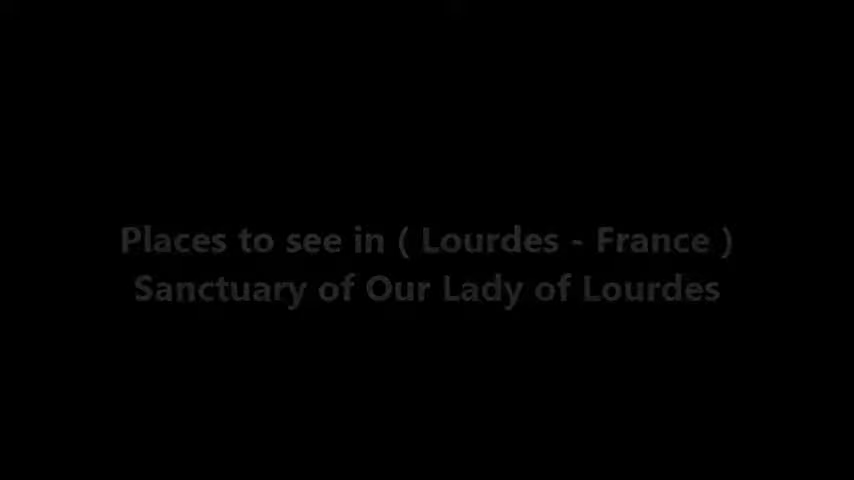 Places to see in ( Lourdes - France )
Sanctuary of Our Lady of Lourdes